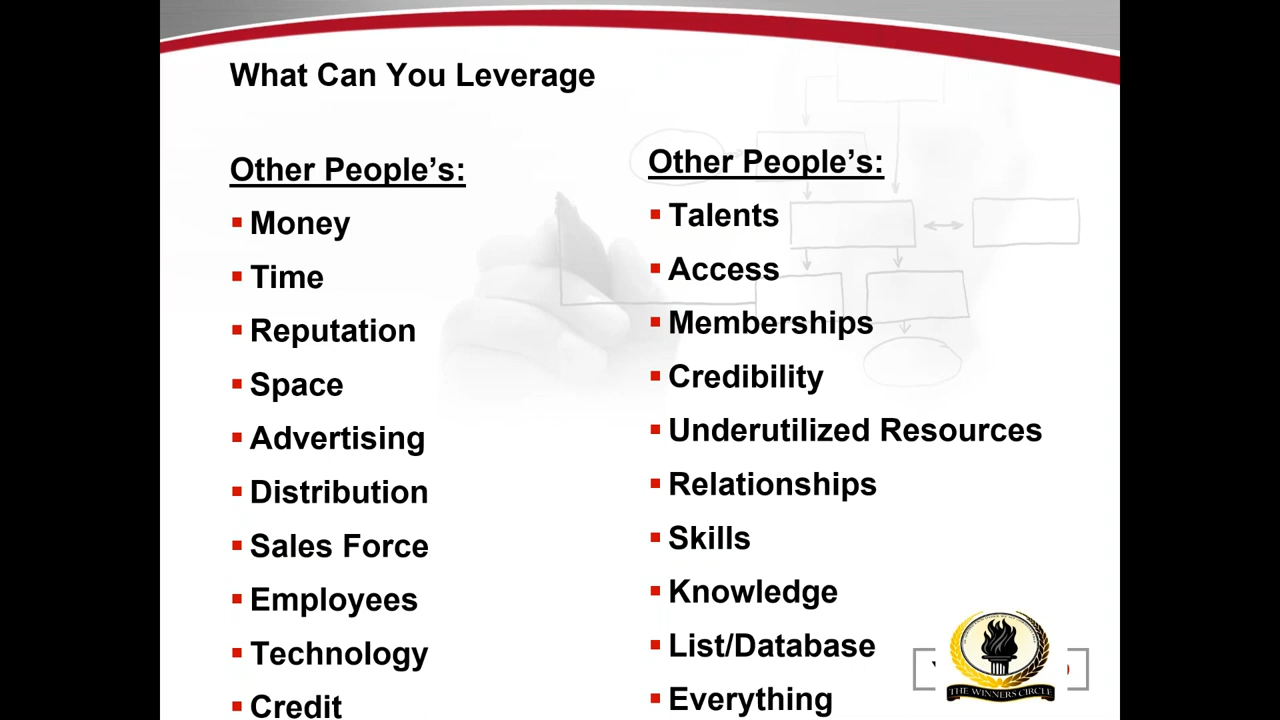 What Can You Leverage
Other People’s:
Money
Time
Reputation
Space
Advertising
Distribution
Sales Force
Employees
Technology
Credit
Other People’s:
Talents
Access
Memberships
Credibility
Underutilized Resources
Relationships
Skills
Knowledge
List/Database
Everything
THE WINNERS CIRCLE